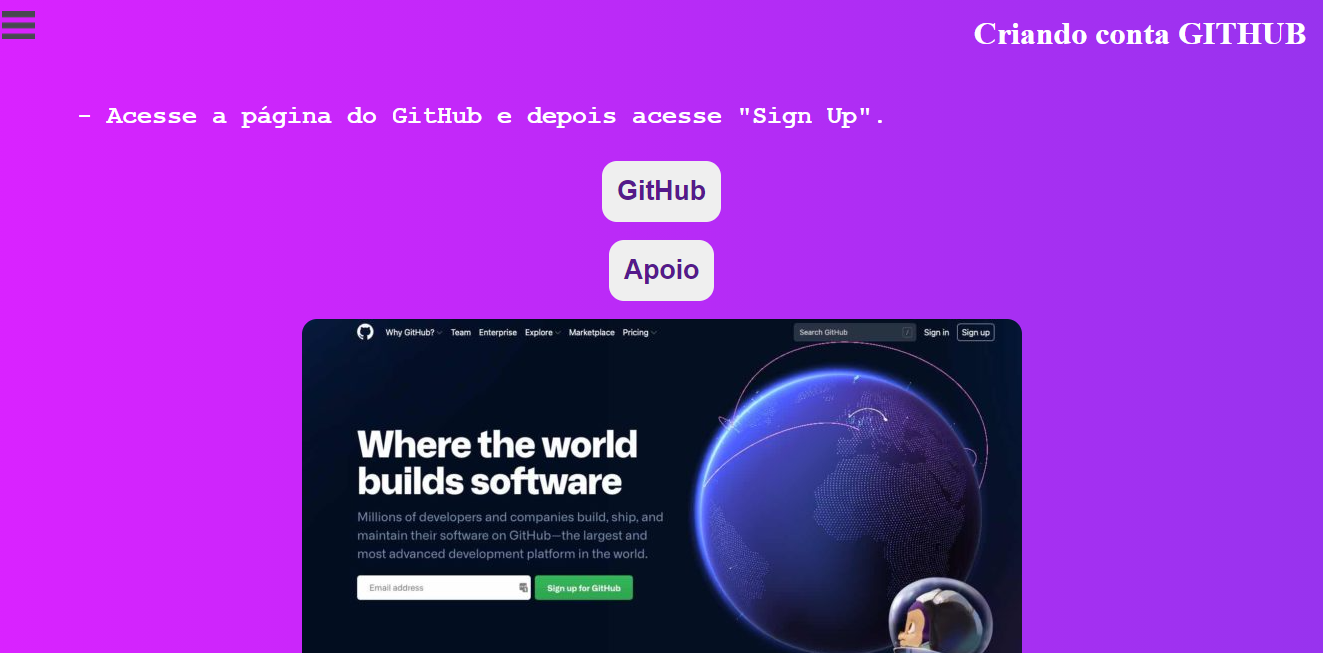 Criando conta GITHUB
- Acesse a página do GitHub e depois acesse "Sign Up".
GitHub
Apoio
Why GitHub? Team Enterprise Explore Marketplace Pricing Search GitHub / Sign in Sign up
Where the world
builds software
Millions of developers and companies build, ship, and
maintain their software on GitHub—the largest and
most advanced development platform in the world.
Email address Sign up for GitHub